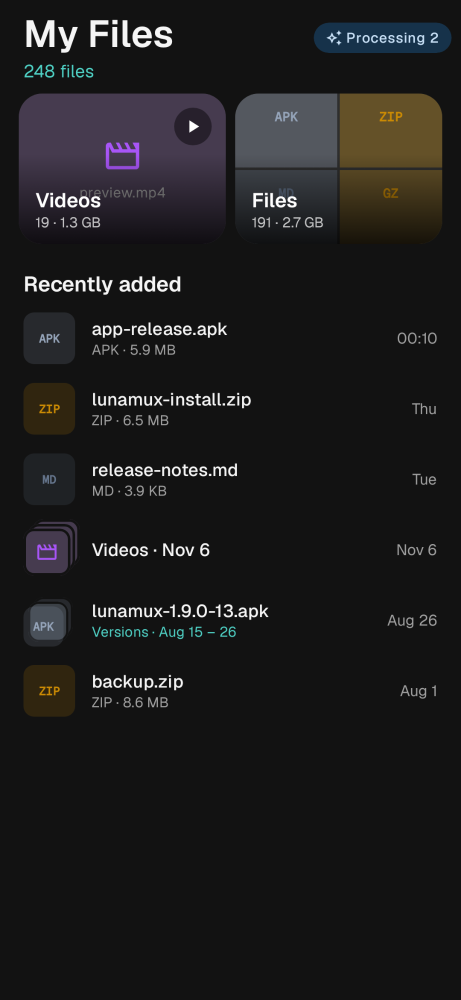 My Files
Processing 2
248 files
preview.mp4
Videos
19 · 1.3 GB
APK
ZIP
MD
GZ
Files
191 · 2.7 GB
Recently added
APK
app-release.apk
APK · 5.9 MB
00:10
ZIP
lunamux-install.zip
ZIP · 6.5 MB
Thu
MD
release-notes.md
MD · 3.9 KB
Tue
Videos · Nov 6
Nov 6
APK
lunamux-1.9.0-13.apk
Versions · Aug 15 – 26
Aug 26
ZIP
backup.zip
ZIP · 8.6 MB
Aug 1